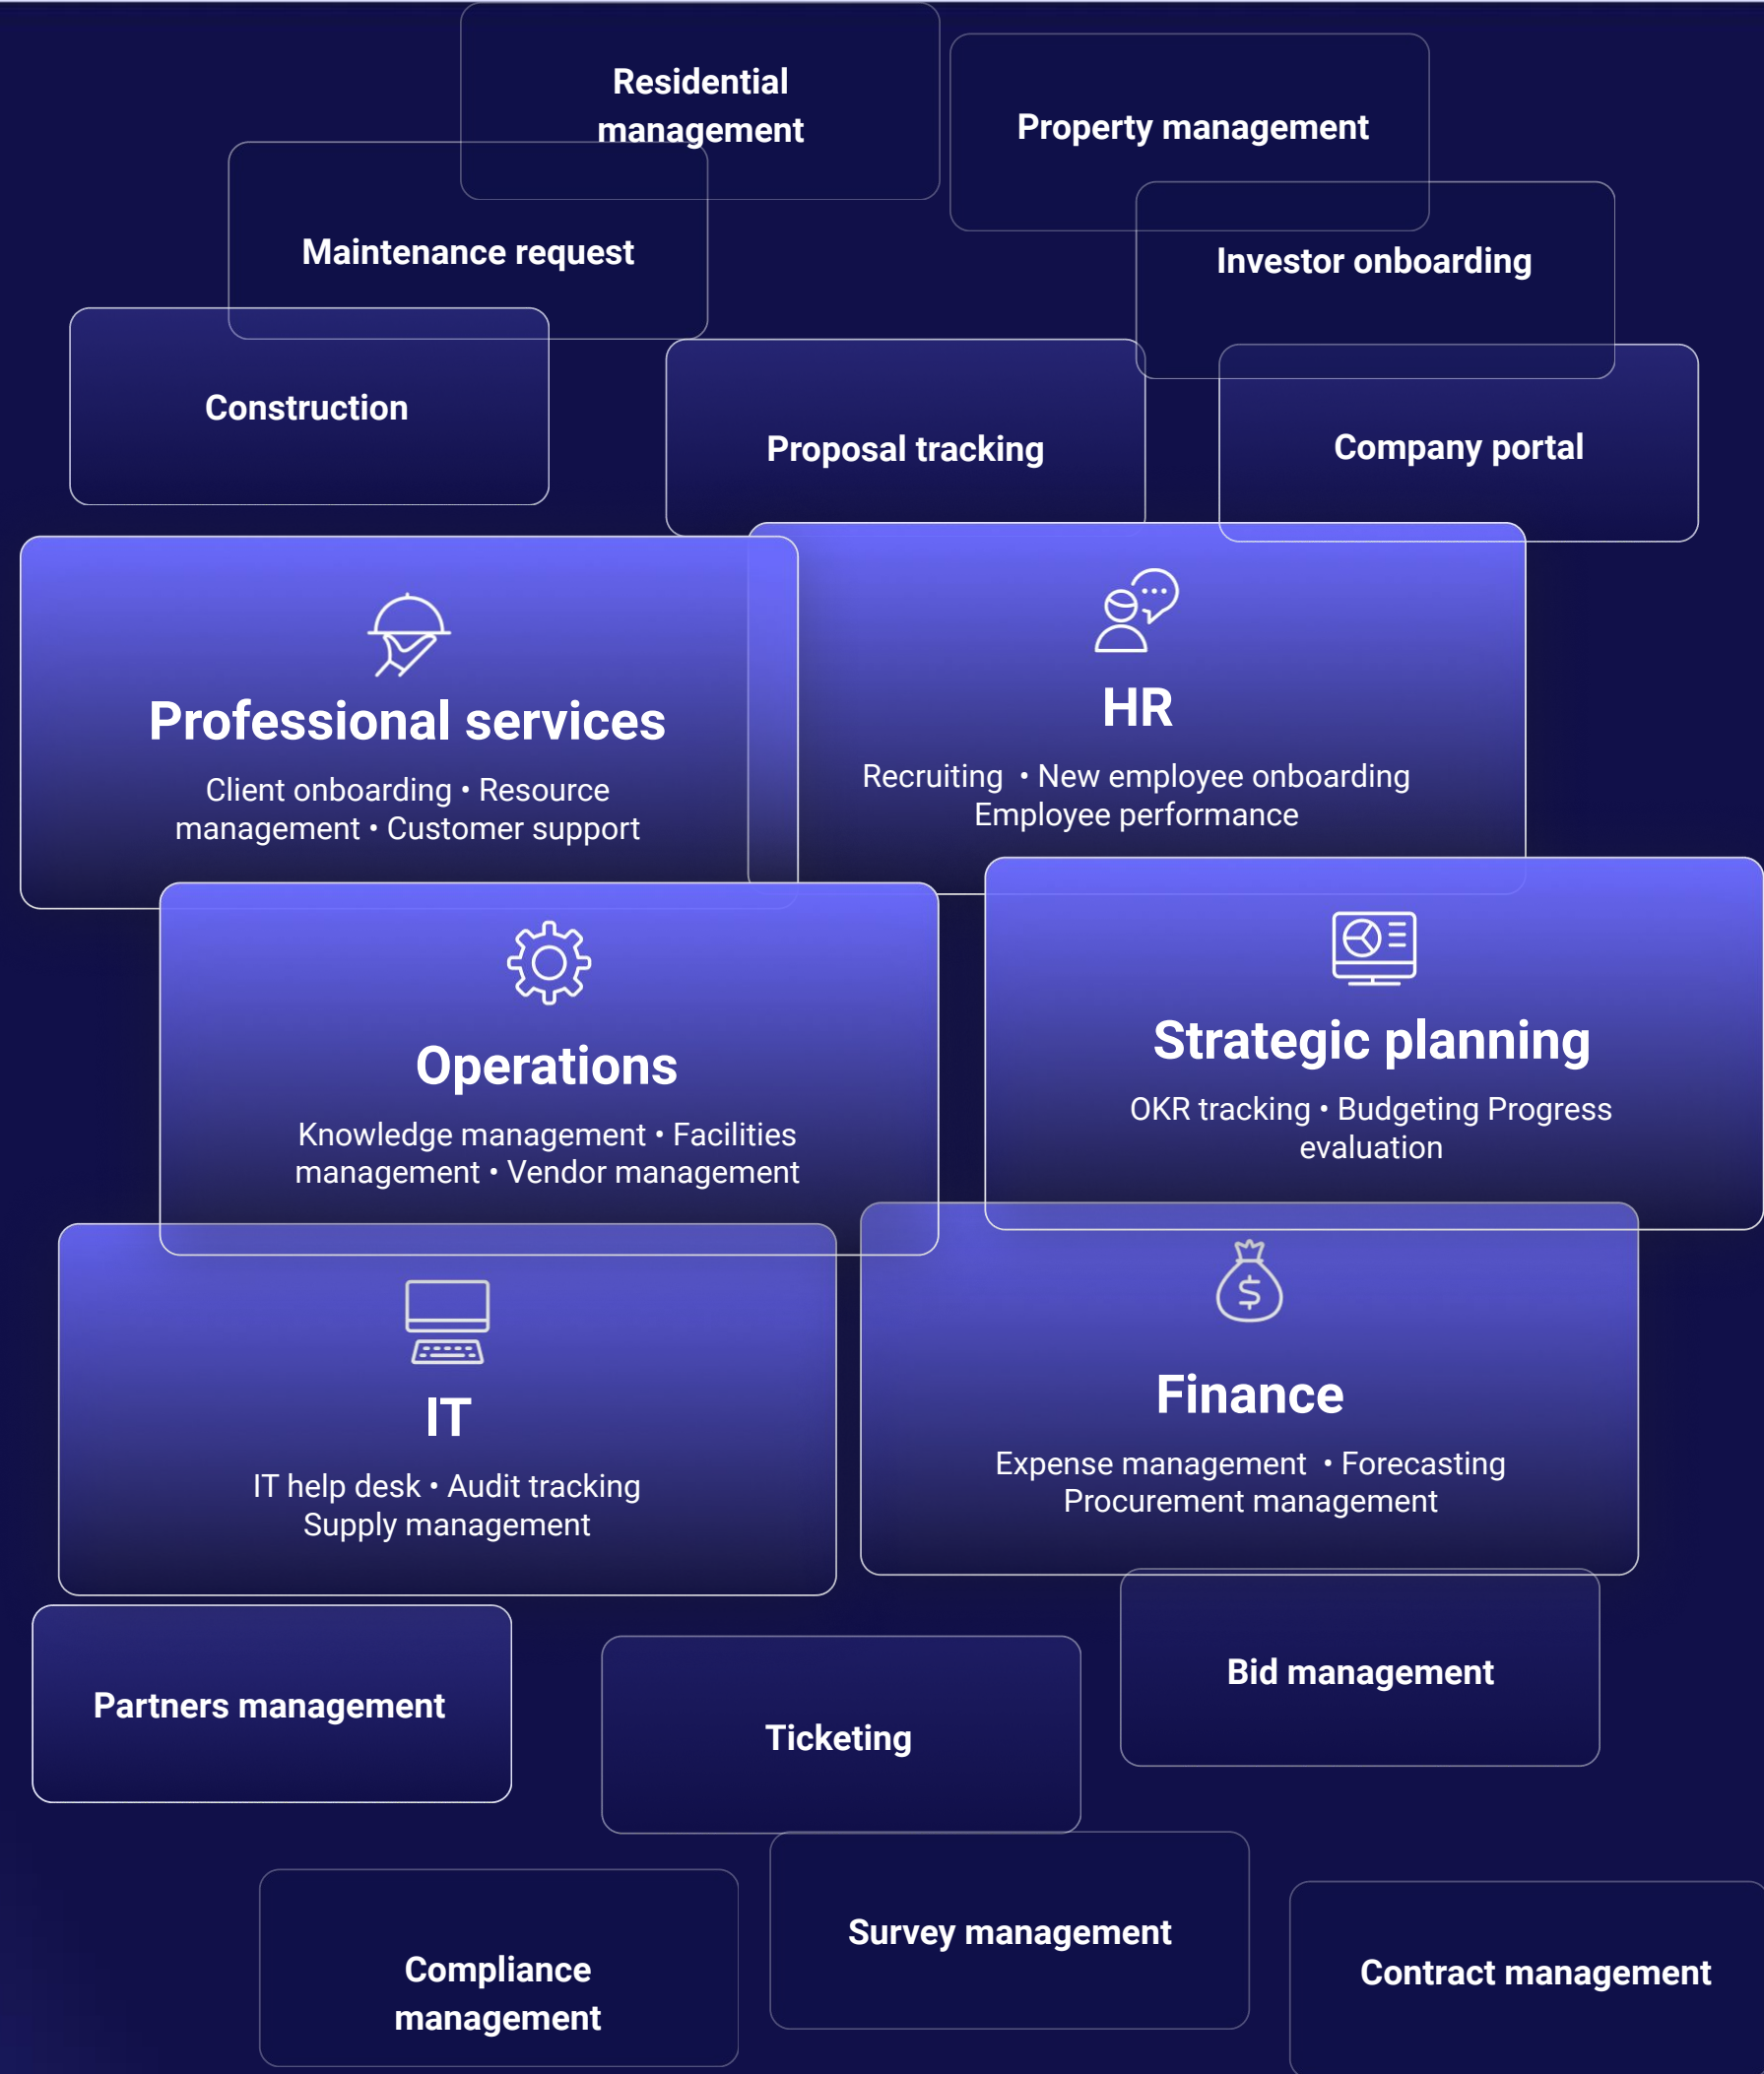 Residential
management
Property management
Maintenance request
Investor onboarding
Construction
Proposal tracking
Company portal
Professional services
Client onboarding • Resource
management • Customer support
HR
Recruiting  • New employee onboarding
Employee performance
Operations
Knowledge management • Facilities
management • Vendor management
Strategic planning
OKR tracking • Budgeting Progress
evaluation
IT
IT help desk • Audit tracking
Supply management
$
Finance
Expense management  • Forecasting
Procurement management
Partners management
Ticketing
Bid management
Compliance
management
Survey management
Contract management